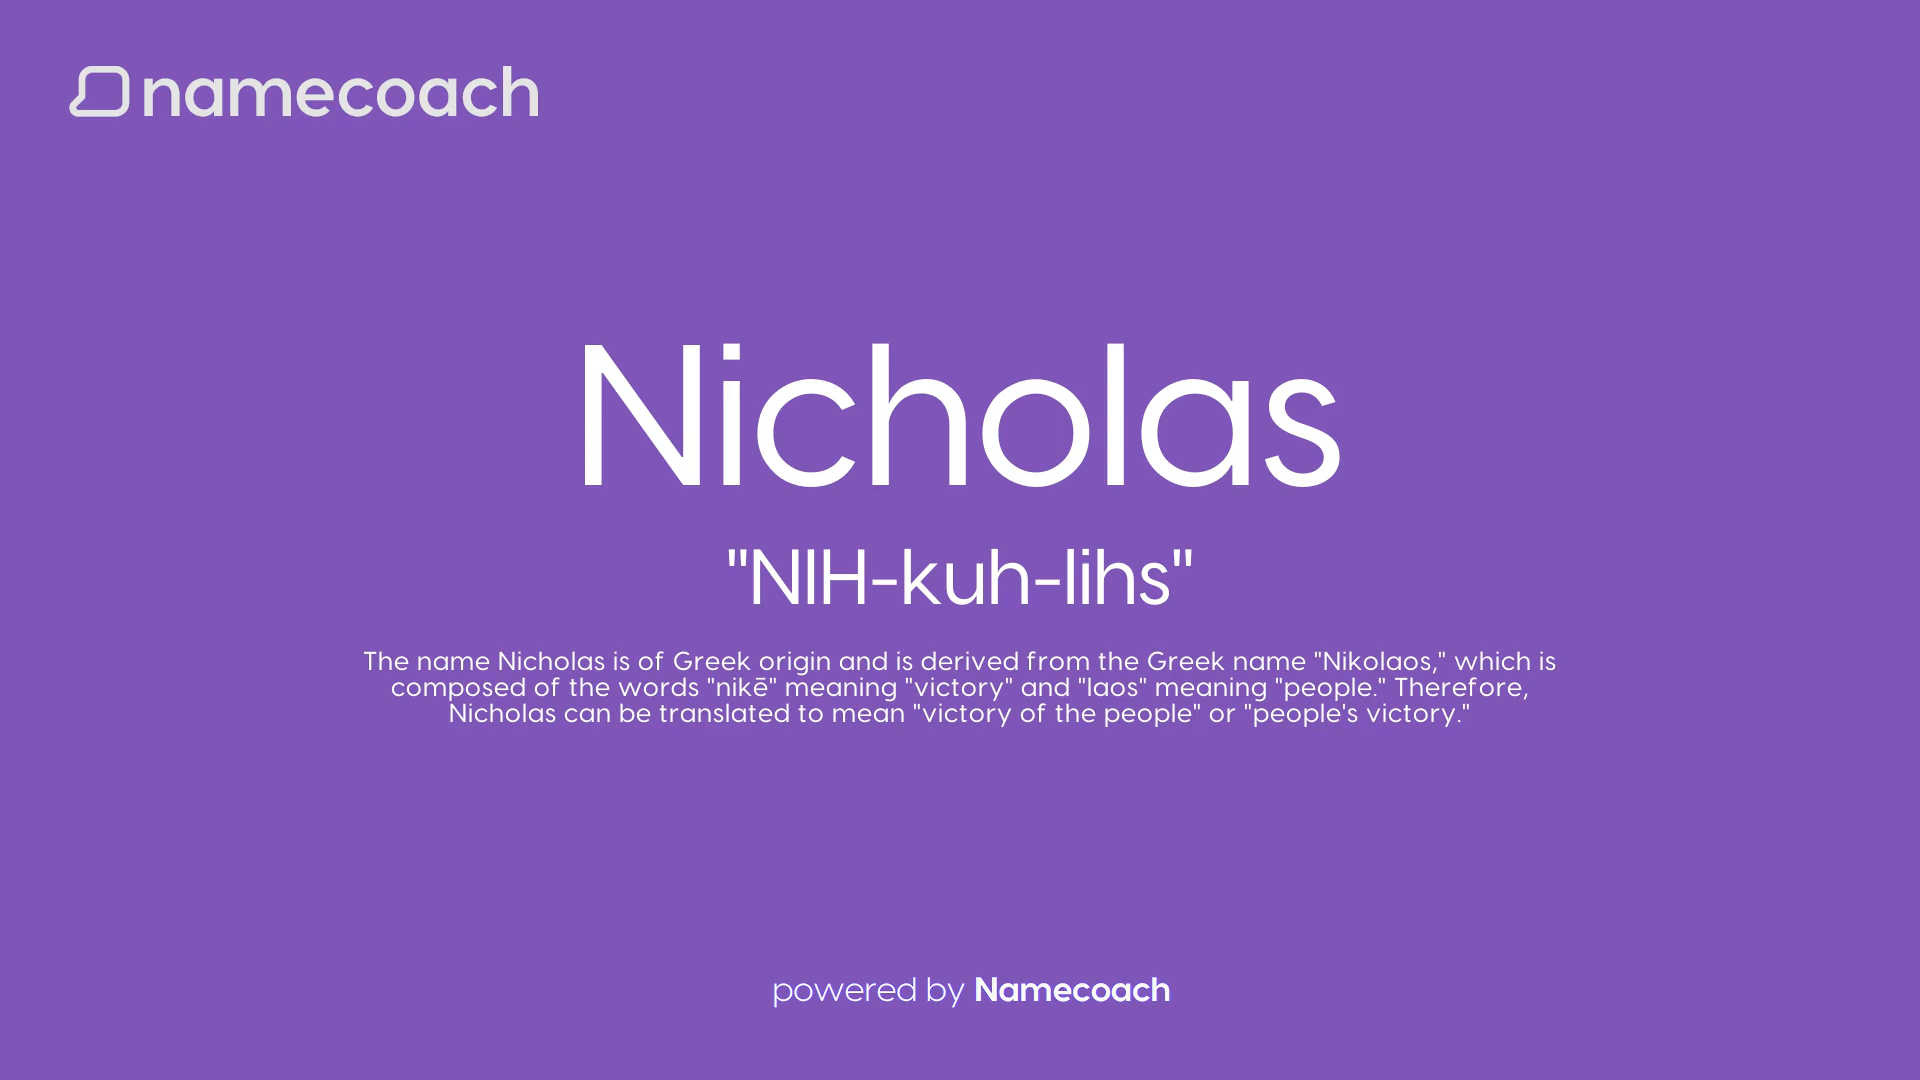 namecoach
Nicholas
"NIH-kuh-lihs"
The name Nicholas is of Greek origin and is derived from the Greek name "Nikolaos," which is
composed of the words "nikē" meaning "victory" and "laos" meaning "people." Therefore,
Nicholas can be translated to mean "victory of the people" or "people's victory."
powered by Namecoach